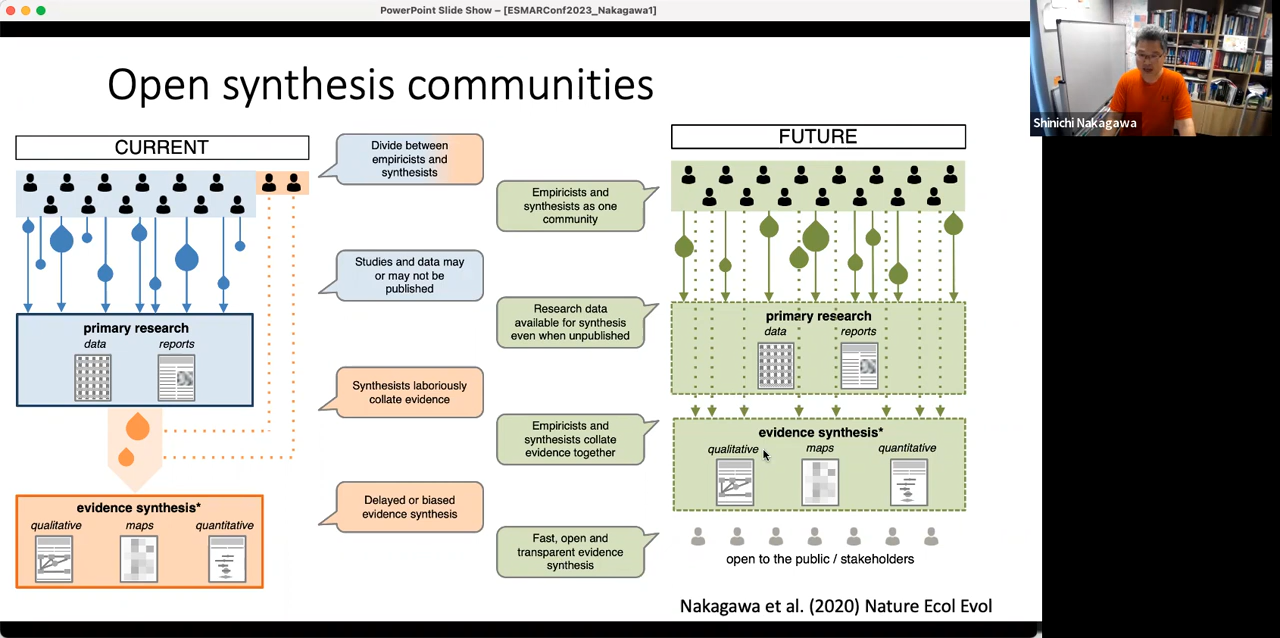 PowerPoint Slide Show – [ESMARConf2023_Nakagawa1]
Open synthesis communities
CURRENT
primary research
data
reports
evidence synthesis*
qualitative
maps
quantitative
Divide between
empiricists and
synthesists
Studies and data may
or may not be
published
Synthesists laboriously
collate evidence
Delayed or biased
evidence synthesis
Empiricists and
synthesists as one
community
Research data
available for synthesis
even when unpublished
Empiricists and
synthesists collate
evidence together
Fast, open and
transparent evidence
synthesis
FUTURE
primary research
data
reports
evidence synthesis*
qualitative
maps
quantitative
open to the public / stakeholders
Nakagawa et al. (2020) Nature Ecol Evol
Shinichi Nakagawa